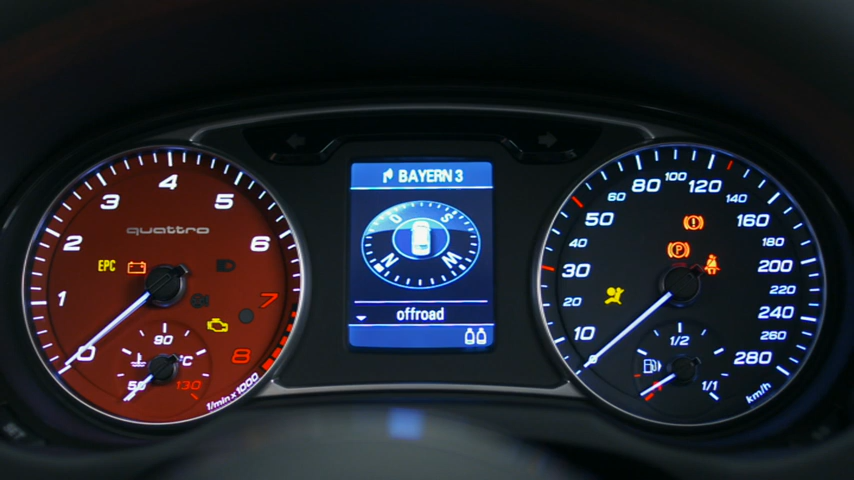 BAYERN 3
O S
N W
offroad
1 2 3 4 5 6 7 8
0
quattro
EPC
90
50 °C 130
1/min x 1000
10 20 30 40 50 60 80 100 120 140 160 180 200 220 240 260 280
P
1/2
1/1
km/h